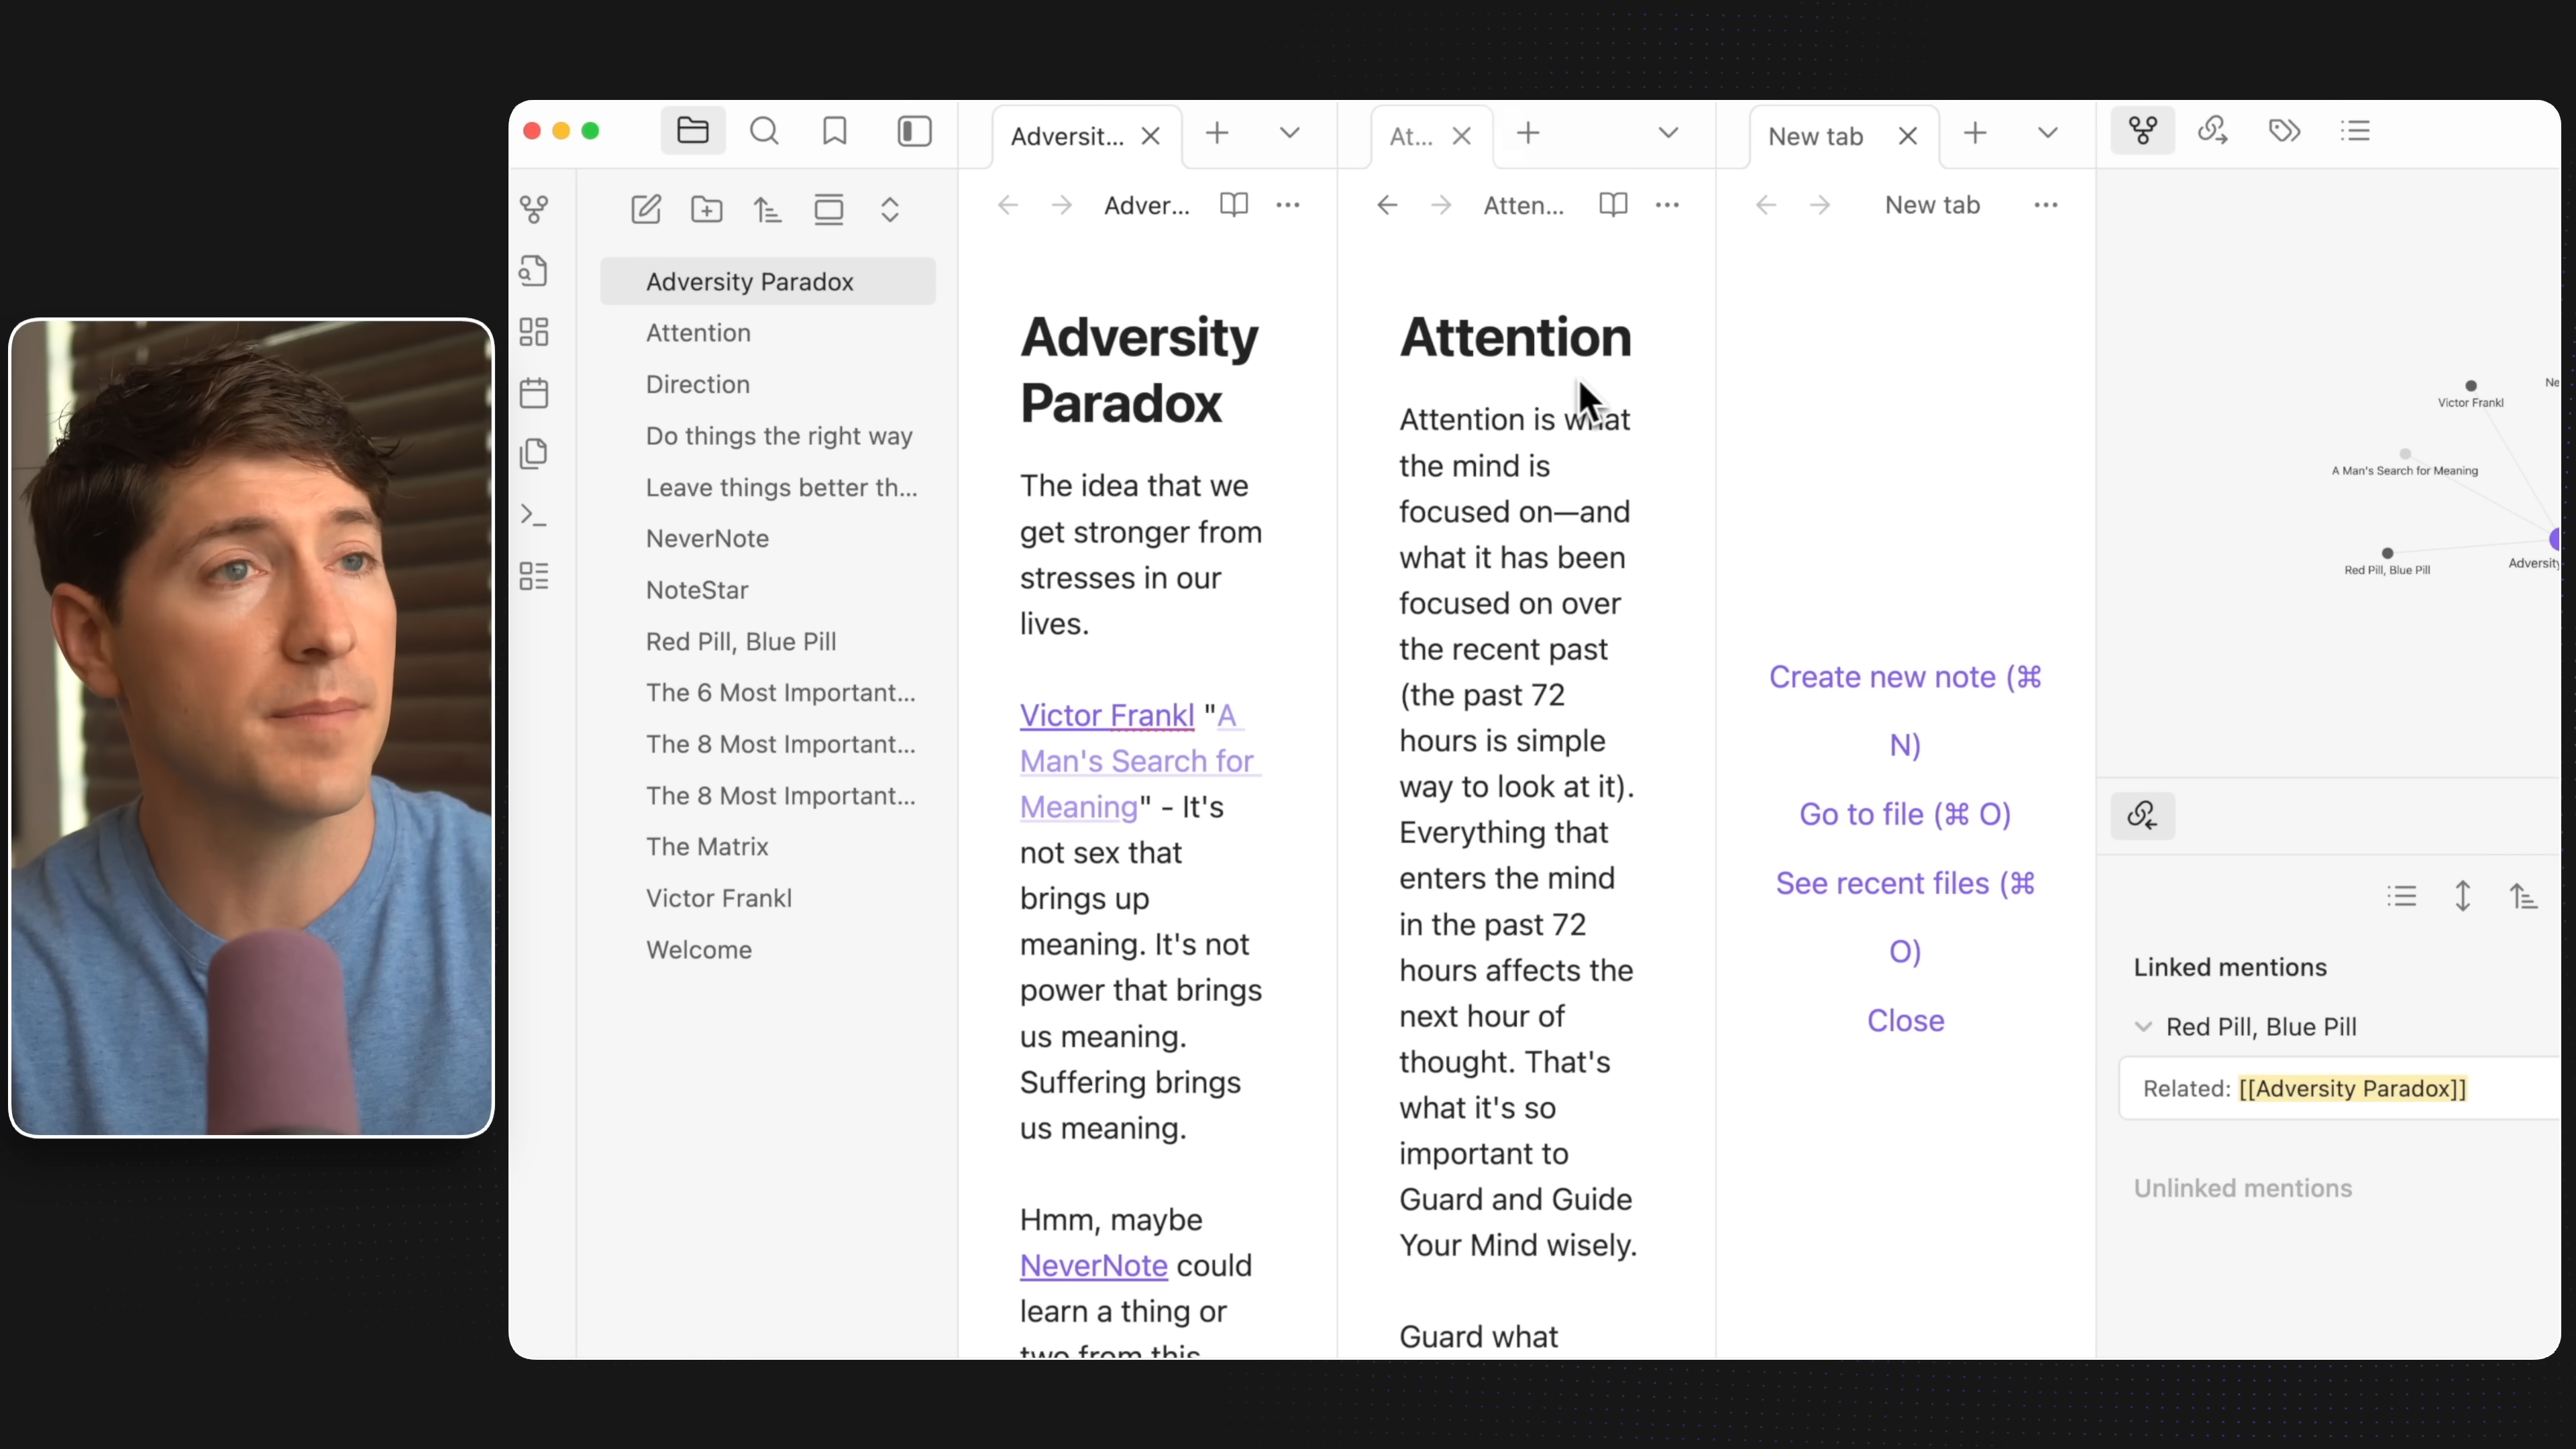 Adversit...
At...
New tab
Adver...
Atten...
New tab
Adversity Paradox
Attention
Direction
Do things the right way
Leave things better th...
NeverNote
NoteStar
Red Pill, Blue Pill
The 6 Most Important...
The 8 Most Important...
The 8 Most Important...
The Matrix
Victor Frankl
Welcome
Adversity
Paradox
The idea that we
get stronger from
stresses in our
lives.
Victor Frankl "A
Man's Search for
Meaning" - It's
not sex that
brings up
meaning. It's not
power that brings
us meaning.
Suffering brings
us meaning.
Hmm, maybe
NeverNote could
learn a thing or
two from this
Attention
Attention is what
the mind is
focused on—and
what it has been
focused on over
the recent past
(the past 72
hours is simple
way to look at it).
Everything that
enters the mind
in the past 72
hours affects the
next hour of
thought. That's
what it's so
important to
Guard and Guide
Your Mind wisely.
Guard what
Create new note (⌘
N)
Go to file (⌘ O)
See recent files (⌘
O)
Close
Ne
Victor Frankl
A Man's Search for Meaning
Red Pill, Blue Pill
Adversity
Linked mentions
Red Pill, Blue Pill
Related: [[Adversity Paradox]]
Unlinked mentions